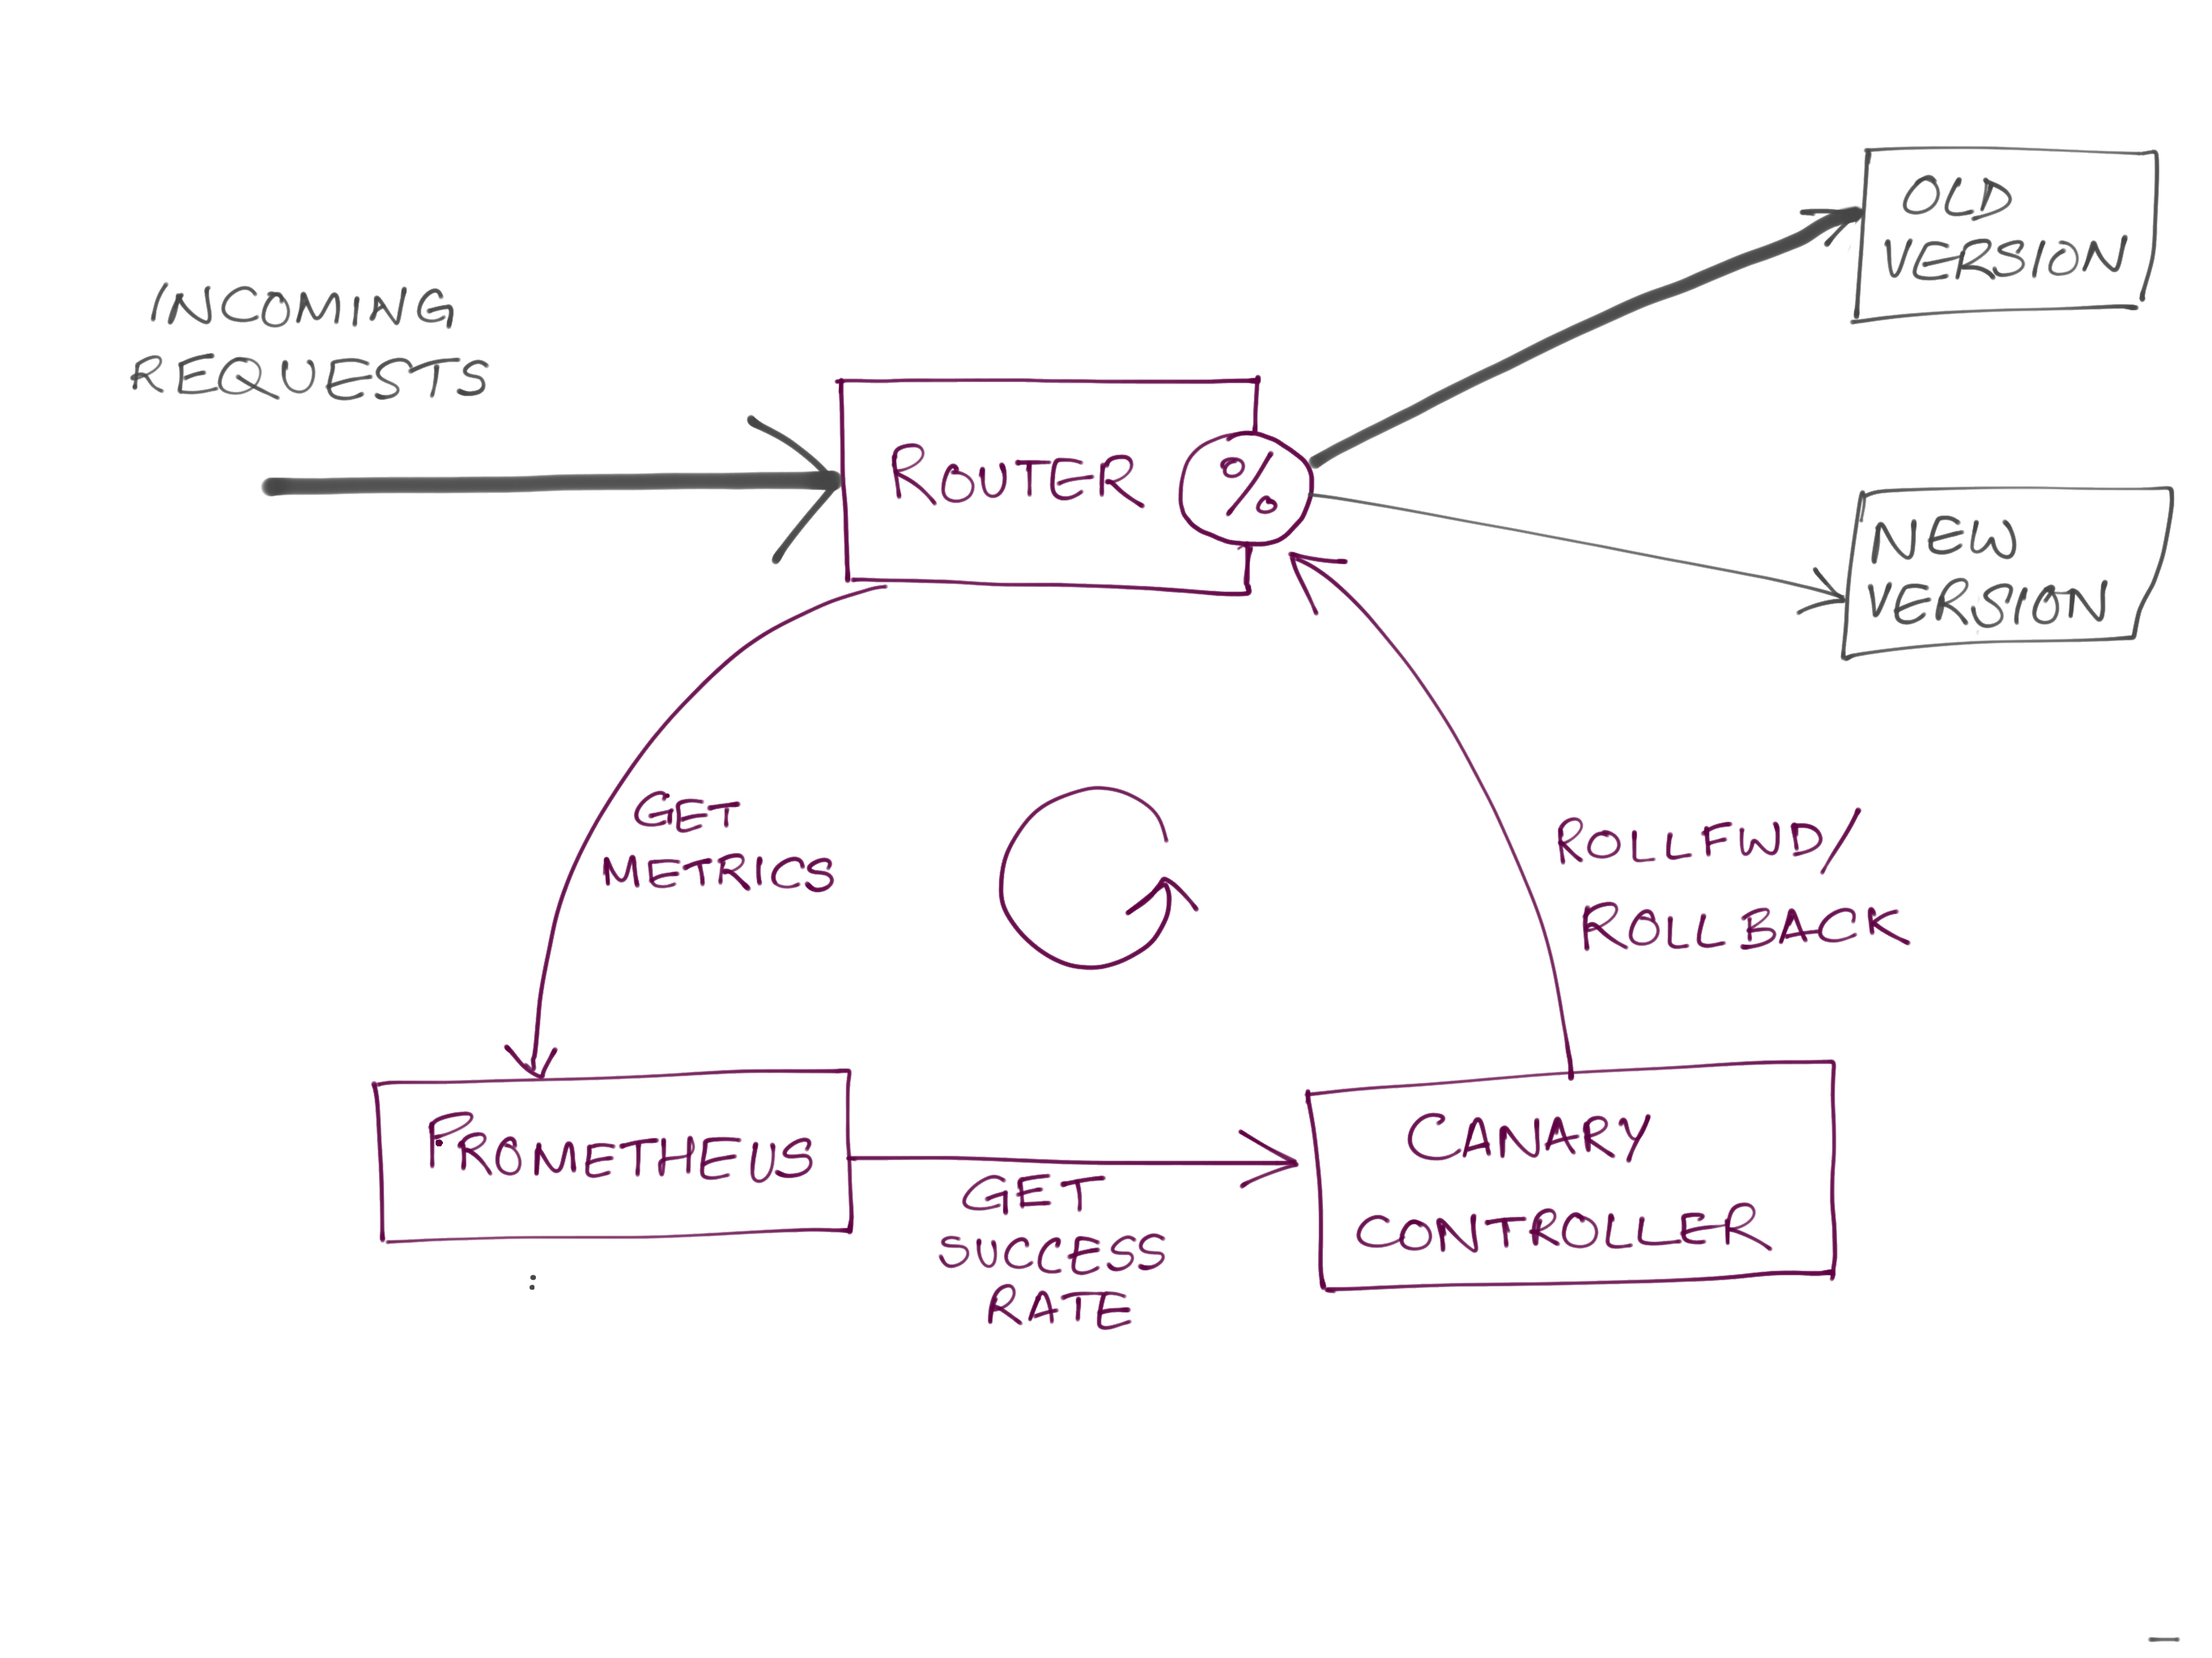 INCOMING
REQUESTS
OLD
VERSION
ROUTER %
NEW
VERSION
GET
METRICS
ROLLFWD/
ROLLBACK
PROMETHEUS
GET
SUCCESS
RATE
CANARY
CONTROLLER